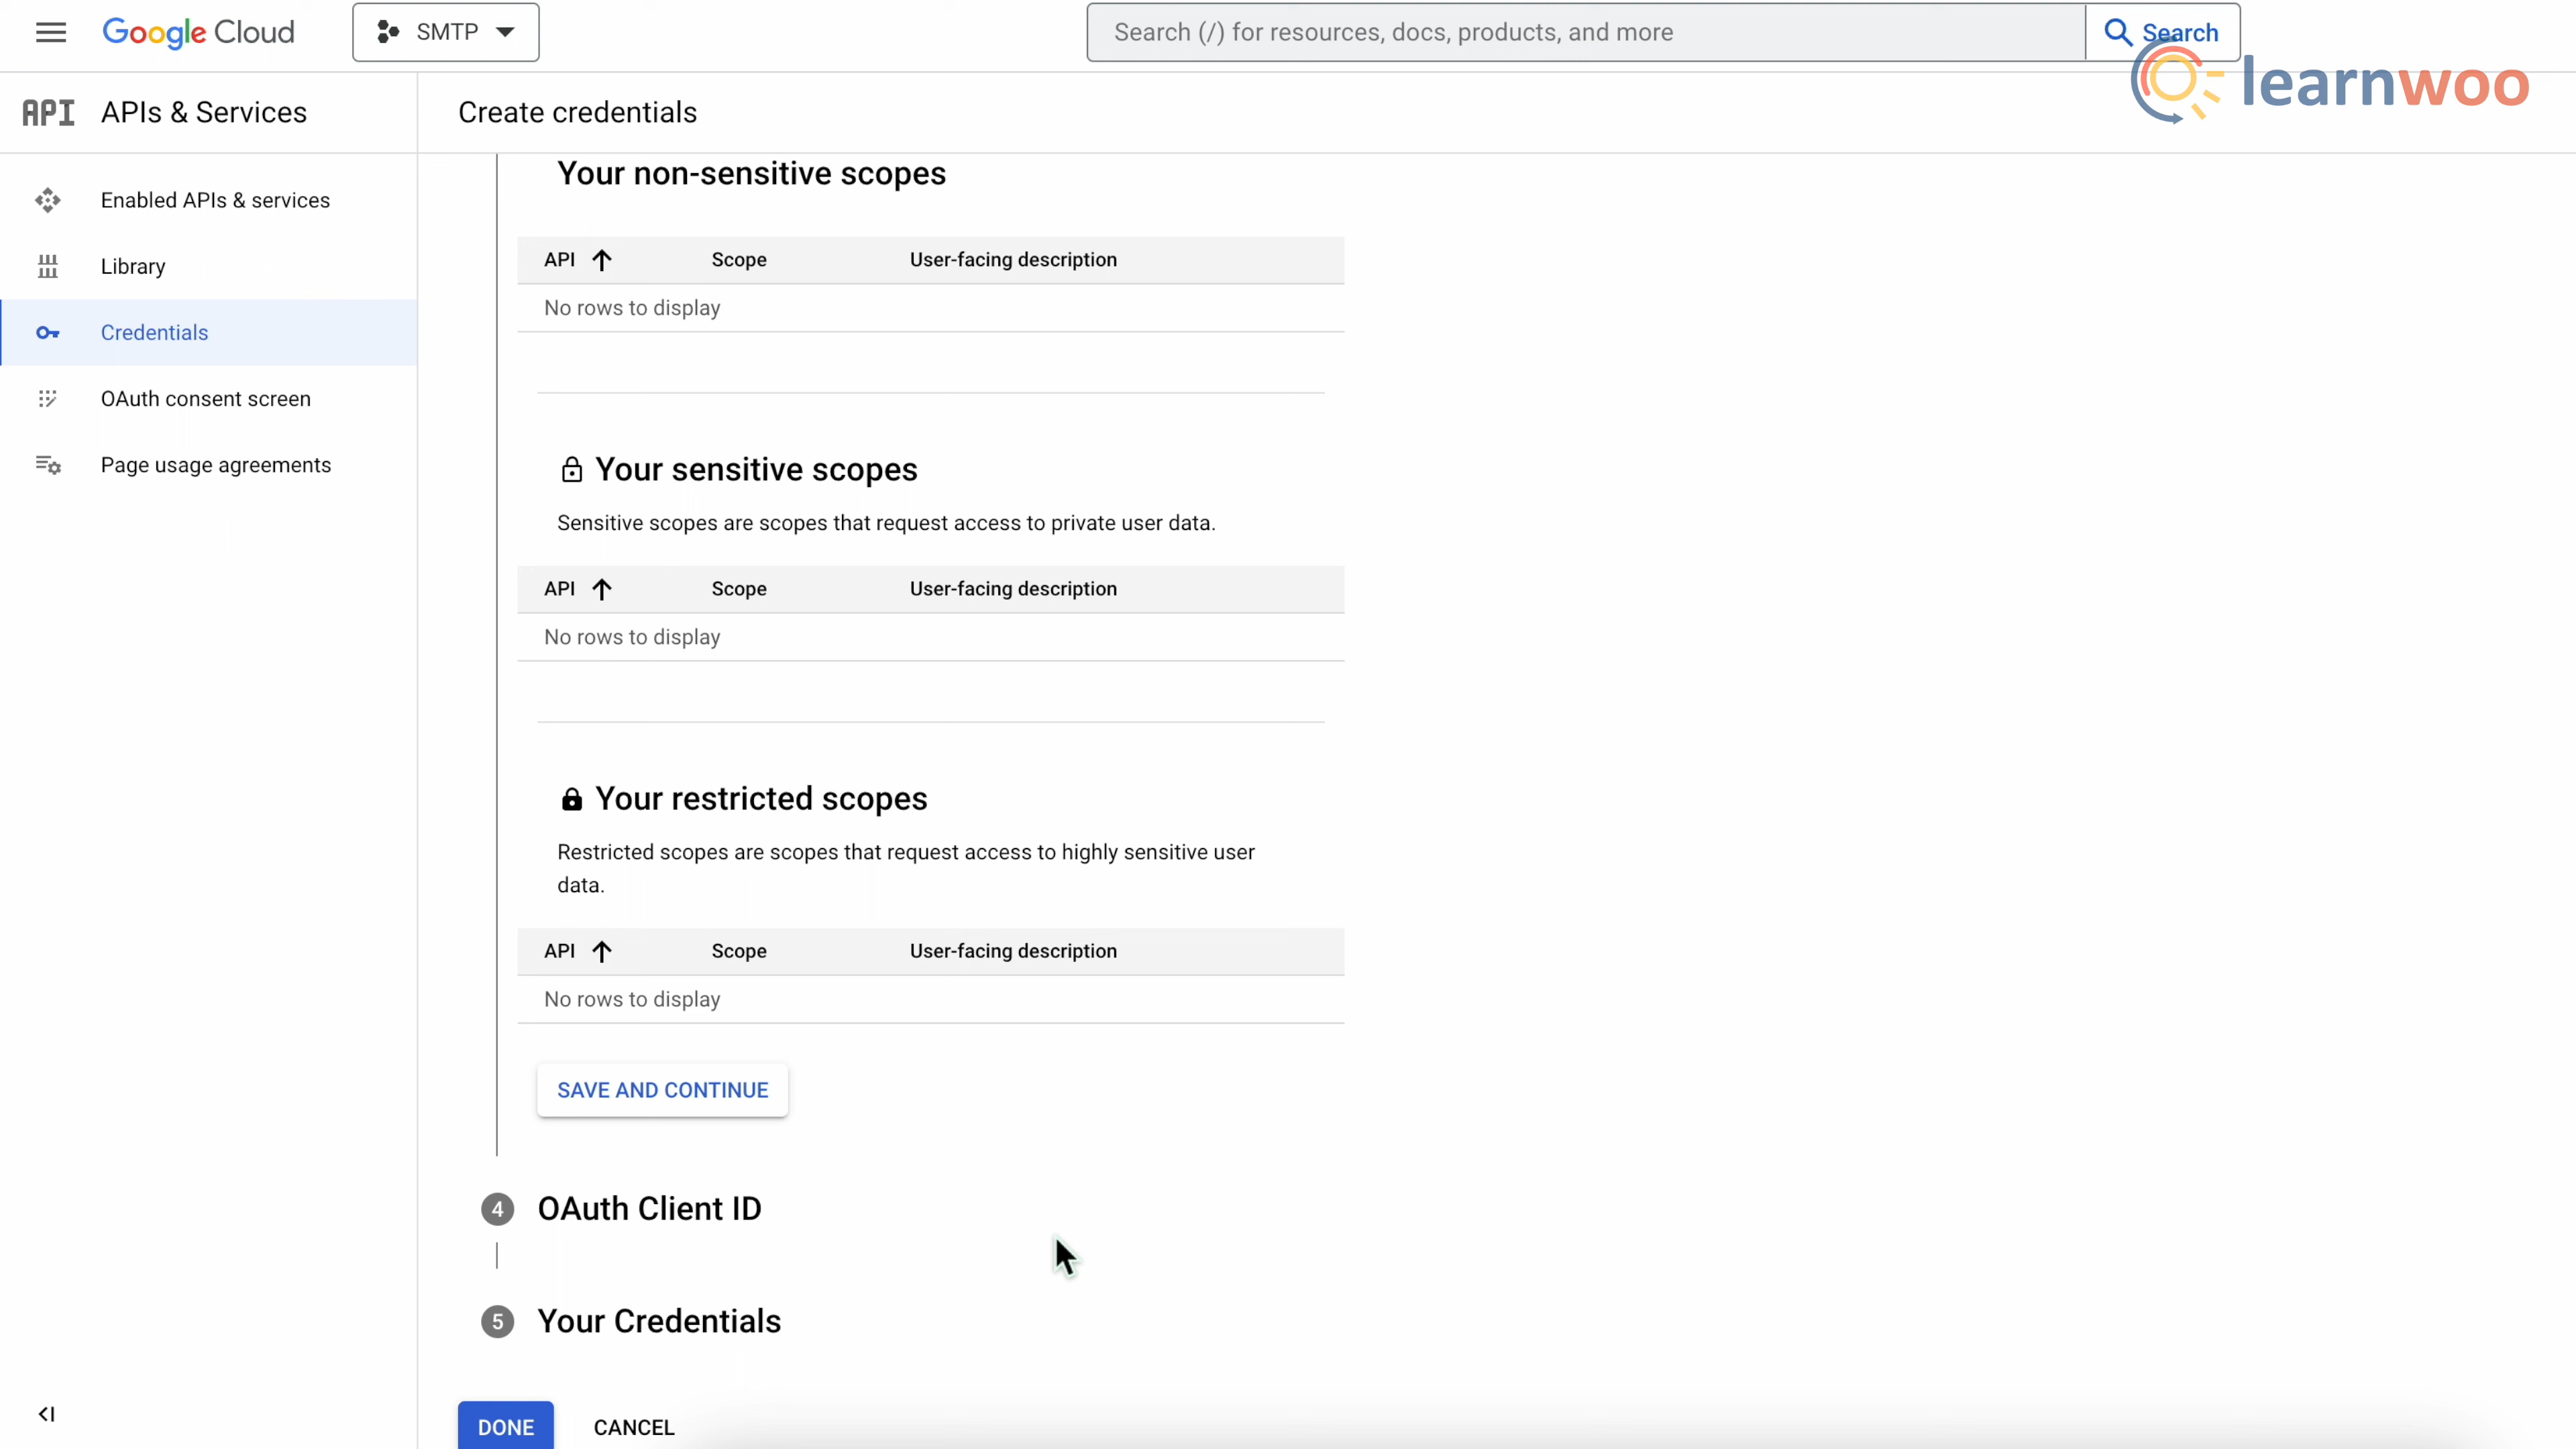 Google Cloud
SMTP
Search (/) for resources, docs, products, and more
Search
learnwoo
API APIs & Services
Create credentials
Enabled APIs & services
Library
Credentials
OAuth consent screen
Page usage agreements
Your non-sensitive scopes
API Scope User-facing description
No rows to display
Your sensitive scopes
Sensitive scopes are scopes that request access to private user data.
API Scope User-facing description
No rows to display
Your restricted scopes
Restricted scopes are scopes that request access to highly sensitive user
data.
API Scope User-facing description
No rows to display
SAVE AND CONTINUE
4 OAuth Client ID
5 Your Credentials
DONE CANCEL